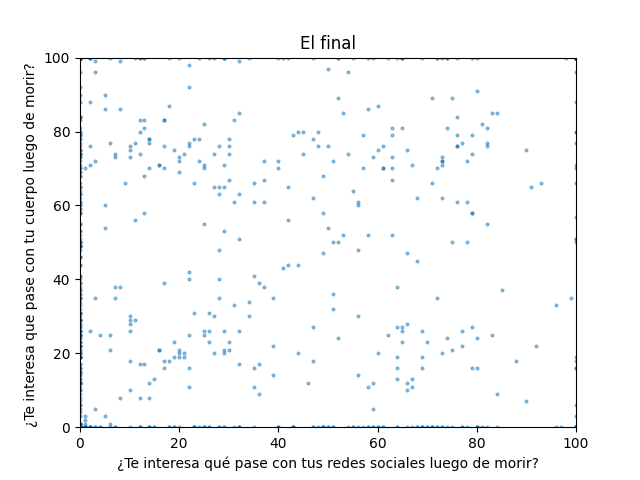 El final
¿Te interesa que pase con tu cuerpo luego de morir?
100
80
60
40
20
0
0 20 40 60 80 100
¿Te interesa qué pase con tus redes sociales luego de morir?